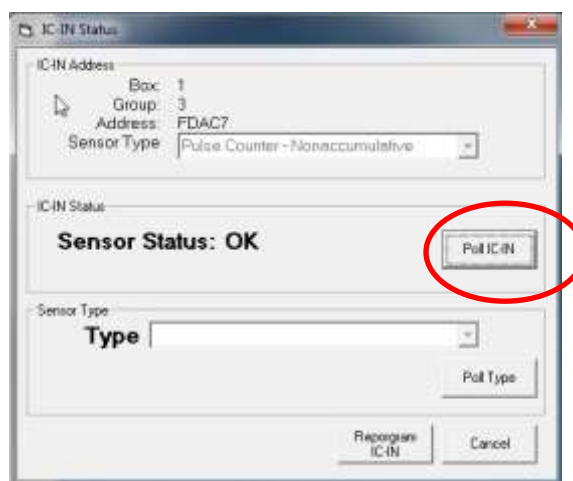 IC-IN Status
IC-IN Address
Box: 1
Group: 3
Address: FDAC7
Sensor Type Pulse Counter - Nonaccumulative
IC-IN Status
Sensor Status: OK
Poll IC-IN
Sensor Type
Type
Poll Type
Reporgram
IC-IN
Cancel